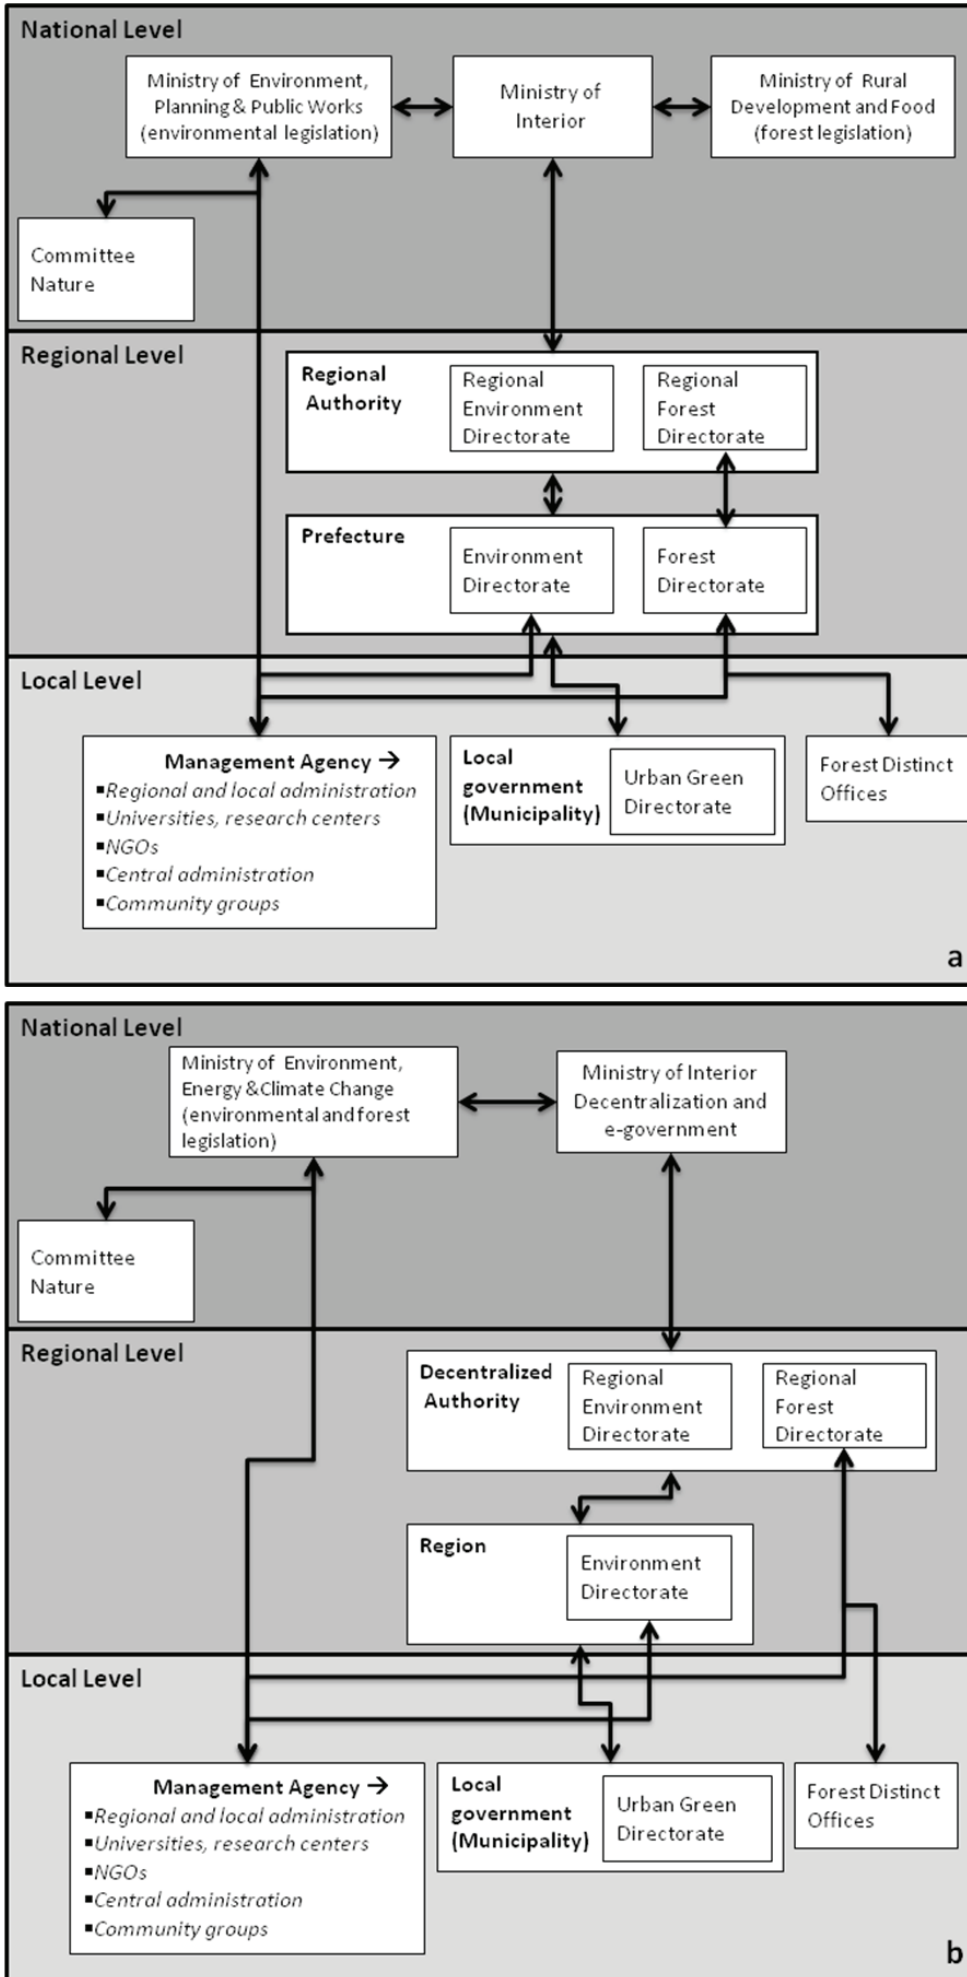 National Level
Ministry of Environment,
Planning & Public Works
(environmental legislation)
Ministry of
Interior
Ministry of Rural
Development and Food
(forest legislation)
Committee
Nature
Regional Level
Regional
Authority
Regional
Environment
Directorate
Regional
Forest
Directorate
Prefecture
Environment
Directorate
Forest
Directorate
Local Level
Management Agency →
▪Regional and local administration
▪Universities, research centers
▪NGOs
▪Central administration
▪Community groups
Local
government
(Municipality)
Urban Green
Directorate
Forest Distinct
Offices
a
National Level
Ministry of Environment,
Energy &Climate Change
(environmental and forest
legislation)
Ministry of Interior
Decentralization and
e-government
Committee
Nature
Regional Level
Decentralized
Authority
Regional
Environment
Directorate
Regional
Forest
Directorate
Region
Environment
Directorate
Local Level
Management Agency →
▪Regional and local administration
▪Universities, research centers
▪NGOs
▪Central administration
▪Community groups
Local
government
(Municipality)
Urban Green
Directorate
Forest Distinct
Offices
b